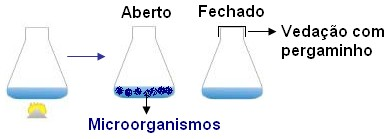 Aberto
Fechado
Vedação com
pergaminho
Microorganismos